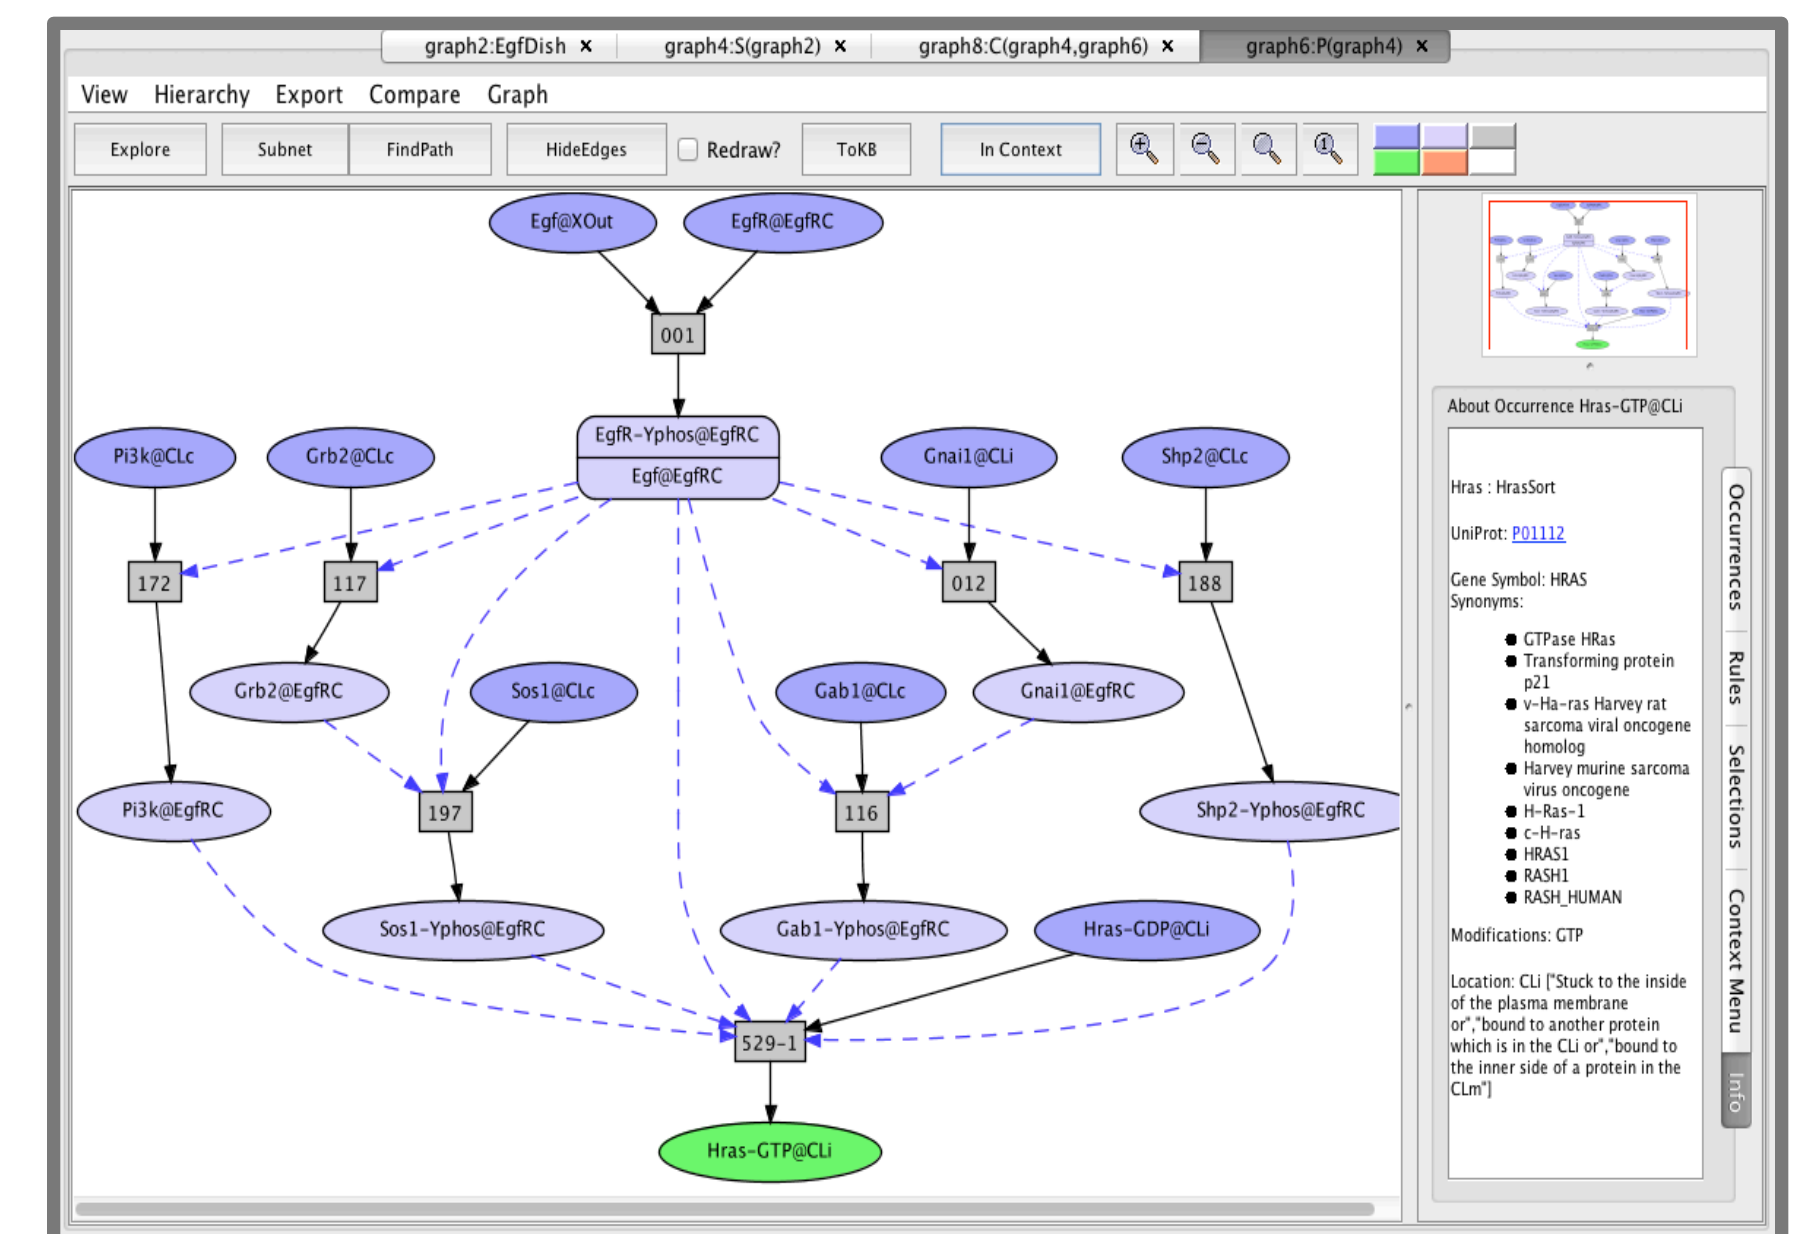 graph2:EgfDish × graph4:S(graph2) × graph8:C(graph4,graph6) × graph6:P(graph4) ×
View Hierarchy Export Compare Graph
Explore Subnet FindPath HideEdges Redraw? ToKB In Context 1
Egf@XOut EgfR@EgfRC
001
EgfR-Yphos@EgfRC
Egf@EgfRC
Pi3k@CLc Grb2@CLc Gnai1@CLi Shp2@CLc
172 117 012 188
Grb2@EgfRC Sos1@CLc Gab1@CLc Gnai1@EgfRC
Pi3k@EgfRC 197 116 Shp2-Yphos@EgfRC
Sos1-Yphos@EgfRC Gab1-Yphos@EgfRC Hras-GDP@CLi
529-1
Hras-GTP@CLi
About Occurrence Hras-GTP@CLi
Hras : HrasSort
UniProt: P01112
Gene Symbol: HRAS
Synonyms:
● GTPase HRas
● Transforming protein
p21
● v-Ha-ras Harvey rat
sarcoma viral oncogene
homolog
● Harvey murine sarcoma
virus oncogene
● H-Ras-1
● c-H-ras
● HRAS1
● RASH1
● RASH_HUMAN
Modifications: GTP
Location: CLi ["Stuck to the inside
of the plasma membrane
or","bound to another protein
which is in the CLi or","bound to
the inner side of a protein in the
CLm"]
Occurrences
Rules
Selections
Context Menu
Info